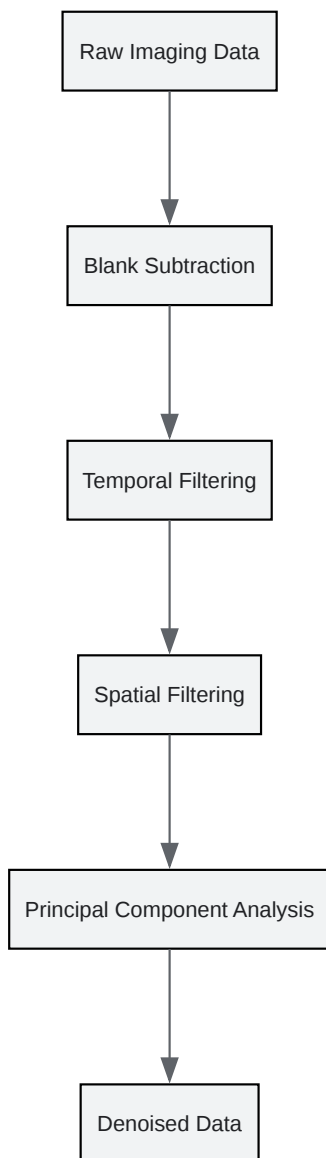 Raw Imaging Data
Blank Subtraction
Temporal Filtering
Spatial Filtering
Principal Component Analysis
Denoised Data